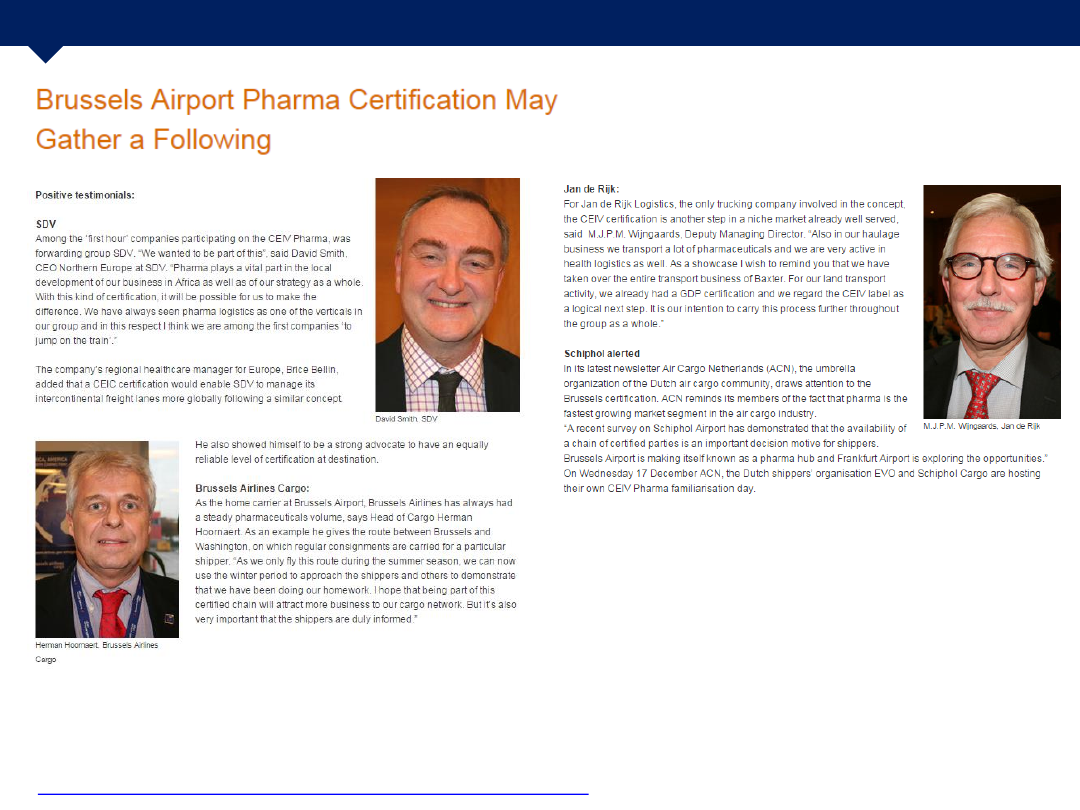 Brussels Airport Pharma Certification May
Gather a Following
Positive testimonials:
SDV
Among the 'first hour' companies participating on the CEIV Pharma, was
forwarding group SDV. "We wanted to be part of this", said David Smith,
CEO Northern Europe at SDV. "Pharma plays a vital part in the local
development of our business in Africa as well as of our strategy as a whole.
With this kind of certification, it will be possible for us to make the
difference. We have always seen pharma logistics as one of the verticals in
our group and in this respect I think we are among the first companies 'to
jump on the train'."
The company's regional healthcare manager for Europe, Brice Bellin,
added that a CEIC certification would enable SDV to manage its
intercontinental freight lanes more globally following a similar concept.
David Smith, SDV
He also showed himself to be a strong advocate to have an equally
reliable level of certification at destination.
Brussels Airlines Cargo:
As the home carrier at Brussels Airport, Brussels Airlines has always had
a steady pharmaceuticals volume, says Head of Cargo Herman
Hoornaert. As an example he gives the route between Brussels and
Washington, on which regular consignments are carried for a particular
shipper. "As we only fly this route during the summer season, we can now
use the winter period to approach the shippers and others to demonstrate
that we have been doing our homework. I hope that being part of this
certified chain will attract more business to our cargo network. But it's also
very important that the shippers are duly informed."
Herman Hoornaert, Brussels Airlines
Cargo
Jan de Rijk:
For Jan de Rijk Logistics, the only trucking company involved in the concept,
the CEIV certification is another step in a niche market already well served,
said M.J.P.M. Wijngaards, Deputy Managing Director. "Also in our haulage
business we transport a lot of pharmaceuticals and we are very active in
health logistics as well. As a showcase I wish to remind you that we have
taken over the entire transport business of Baxter. For our land transport
activity, we already had a GDP certification and we regard the CEIV label as
a logical next step. It is our intention to carry this process further throughout
the group as a whole."
Schiphol alerted
In its latest newsletter Air Cargo Netherlands (ACN), the umbrella
organization of the Dutch air cargo community, draws attention to the
Brussels certification. ACN reminds its members of the fact that pharma is the
fastest growing market segment in the air cargo industry.
"A recent survey on Schiphol Airport has demonstrated that the availability of
a chain of certified parties is an important decision motive for shippers.
Brussels Airport is making itself known as a pharma hub and Frankfurt Airport is exploring the opportunities."
On Wednesday 17 December ACN, the Dutch shippers' organisation EVO and Schiphol Cargo are hosting
their own CEIV Pharma familiarisation day.
M.J.P.M. Wijngaards, Jan de Rijk